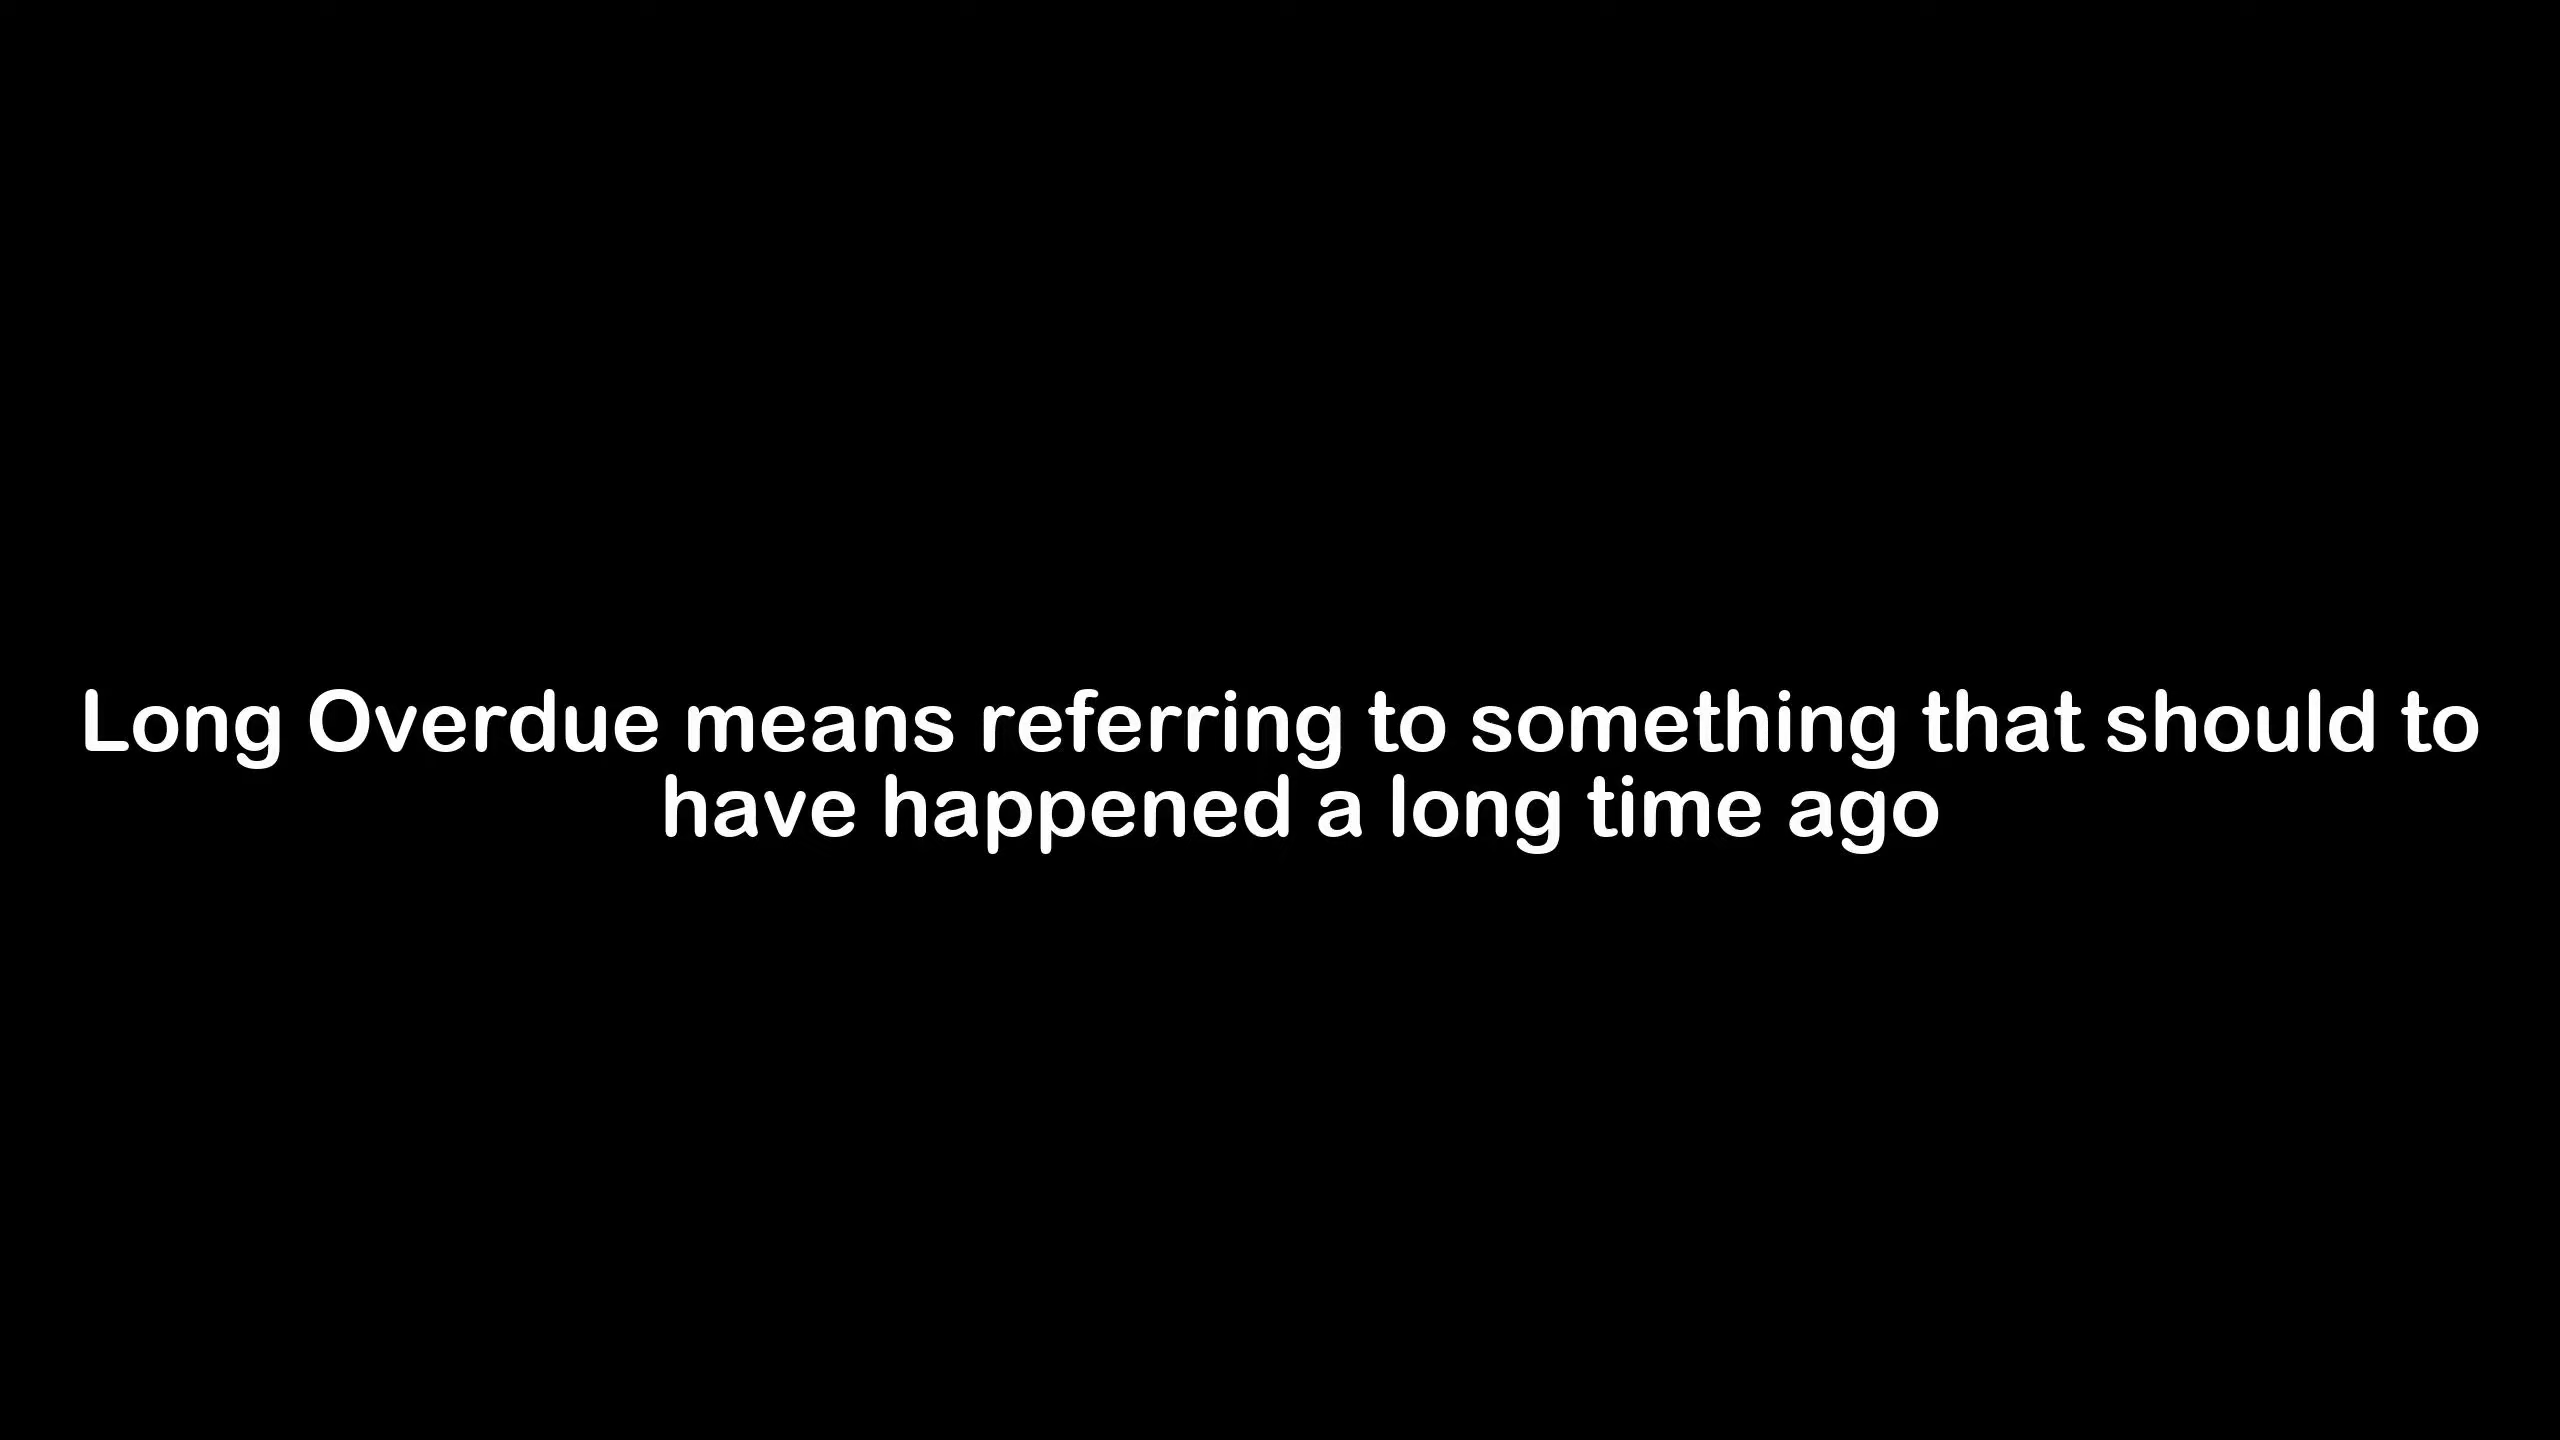 Long Overdue means referring to something that should to
have happened a long time ago